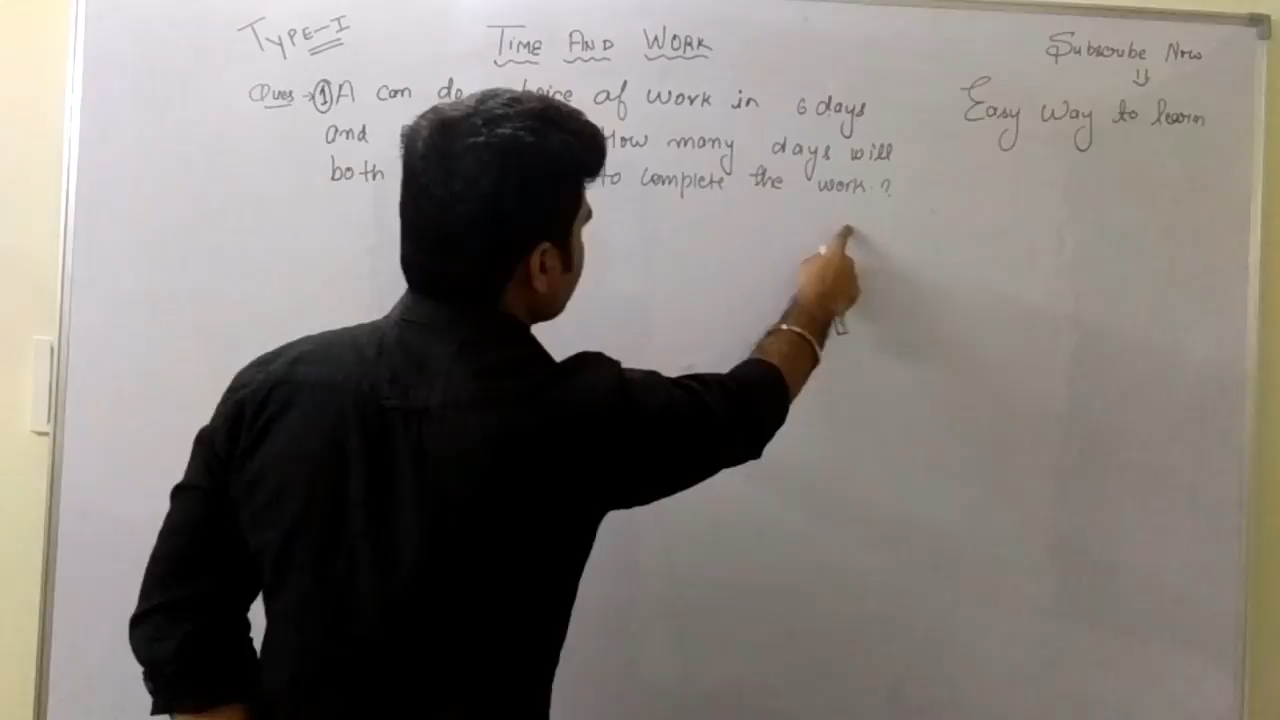 TYPE-I
TIME AND WORK
Subscribe Now
Easy way to learn
Ques → 1 A can do of work in 6 days
and How many days will
both to complete the work.?